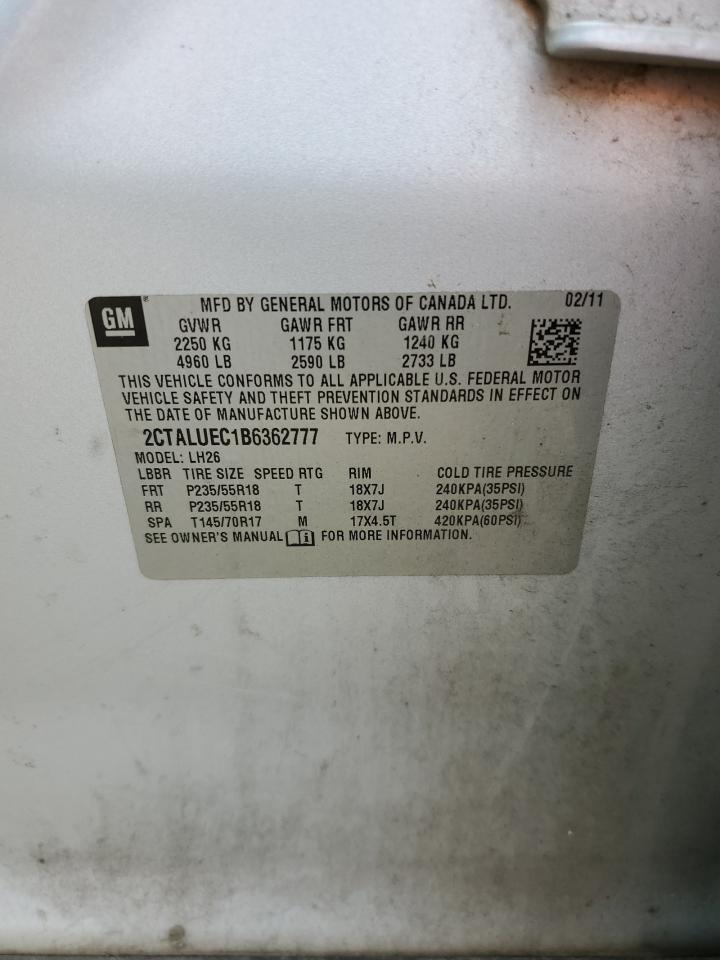 GM ® MFD BY GENERAL MOTORS OF CANADA LTD. 02/11
GVWR GAWR FRT GAWR RR
2250 KG 1175 KG 1240 KG
4960 LB 2590 LB 2733 LB
THIS VEHICLE CONFORMS TO ALL APPLICABLE U.S. FEDERAL MOTOR
VEHICLE SAFETY AND THEFT PREVENTION STANDARDS IN EFFECT ON
THE DATE OF MANUFACTURE SHOWN ABOVE.
2CTALUEC1B6362777 TYPE: M.P.V.
MODEL: LH26
LBBR TIRE SIZE SPEED RTG RIM COLD TIRE PRESSURE
FRT P235/55R18 T 18X7J 240KPA(35PSI)
RR P235/55R18 T 18X7J 240KPA(35PSI)
SPA T145/70R17 M 17X4.5T 420KPA(60PSI)
SEE OWNER'S MANUAL FOR MORE INFORMATION.